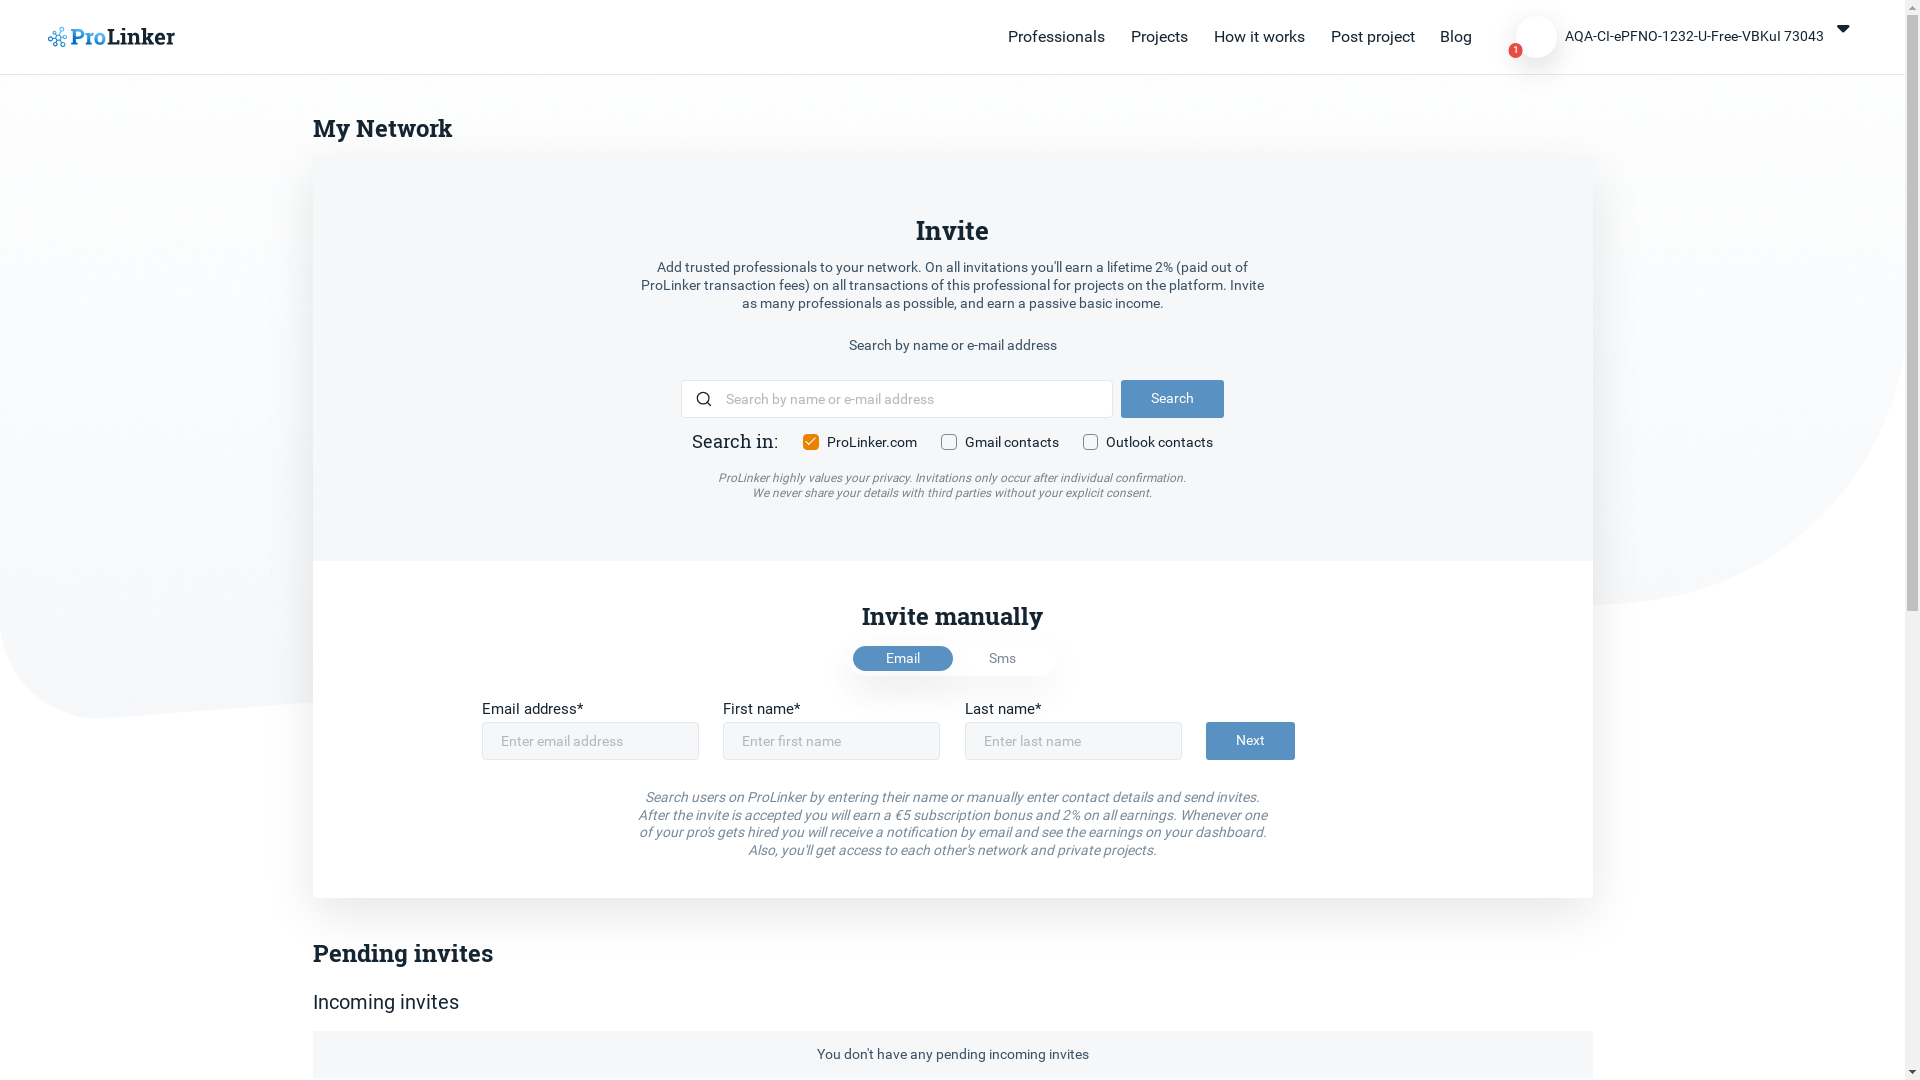 ProLinker
Professionals
Projects
How it works
Post project
Blog
1
AQA-CI-ePFNO-1232-U-Free-VBKuI 73043
My Network
Invite
Add trusted professionals to your network. On all invitations you'll earn a lifetime 2% (paid out of
ProLinker transaction fees) on all transactions of this professional for projects on the platform. Invite
as many professionals as possible, and earn a passive basic income.
Search by name or e-mail address
Search by name or e-mail address
Search
Search in:
ProLinker.com
Gmail contacts
Outlook contacts
ProLinker highly values your privacy. Invitations only occur after individual confirmation.
We never share your details with third parties without your explicit consent.
Invite manually
Email
Sms
Email address*
First name*
Last name*
Enter email address
Enter first name
Enter last name
Next
Search users on ProLinker by entering their name or manually enter contact details and send invites.
After the invite is accepted you will earn a €5 subscription bonus and 2% on all earnings. Whenever one
of your pro's gets hired you will receive a notification by email and see the earnings on your dashboard.
Also, you'll get access to each other's network and private projects.
Pending invites
Incoming invites
You don't have any pending incoming invites